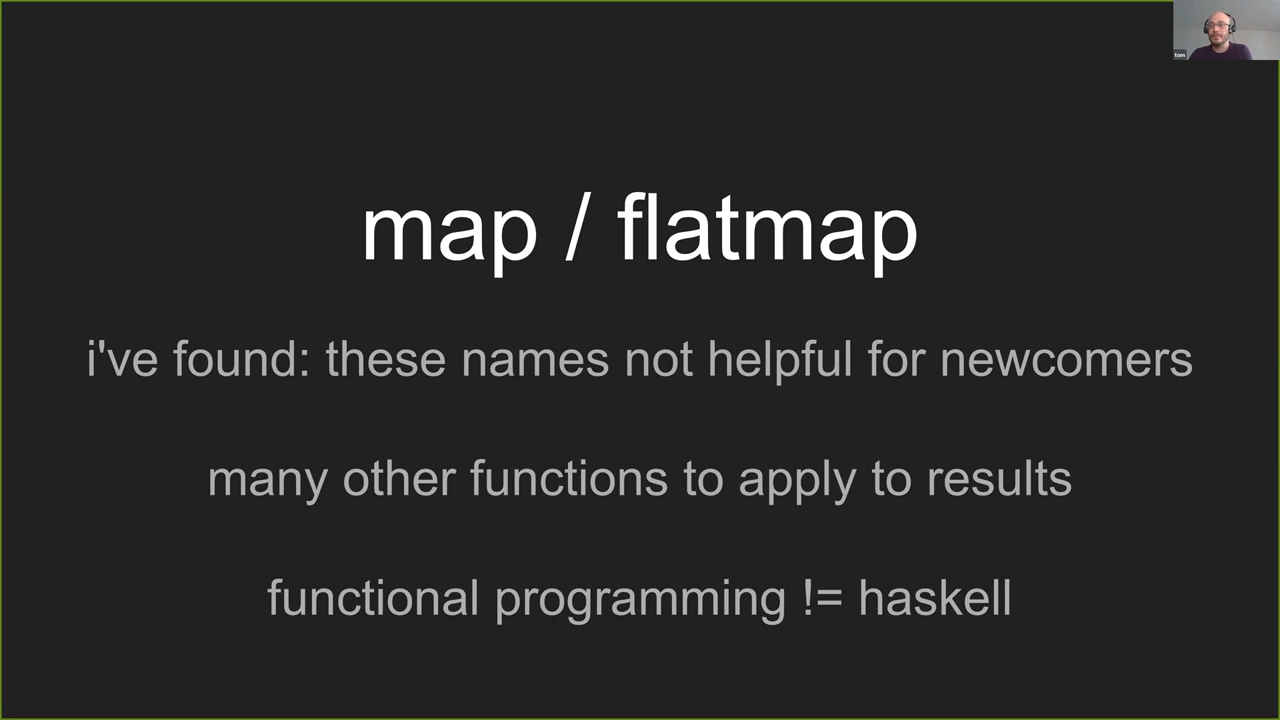 tom
map / flatmap
i've found: these names not helpful for newcomers
many other functions to apply to results
functional programming != haskell